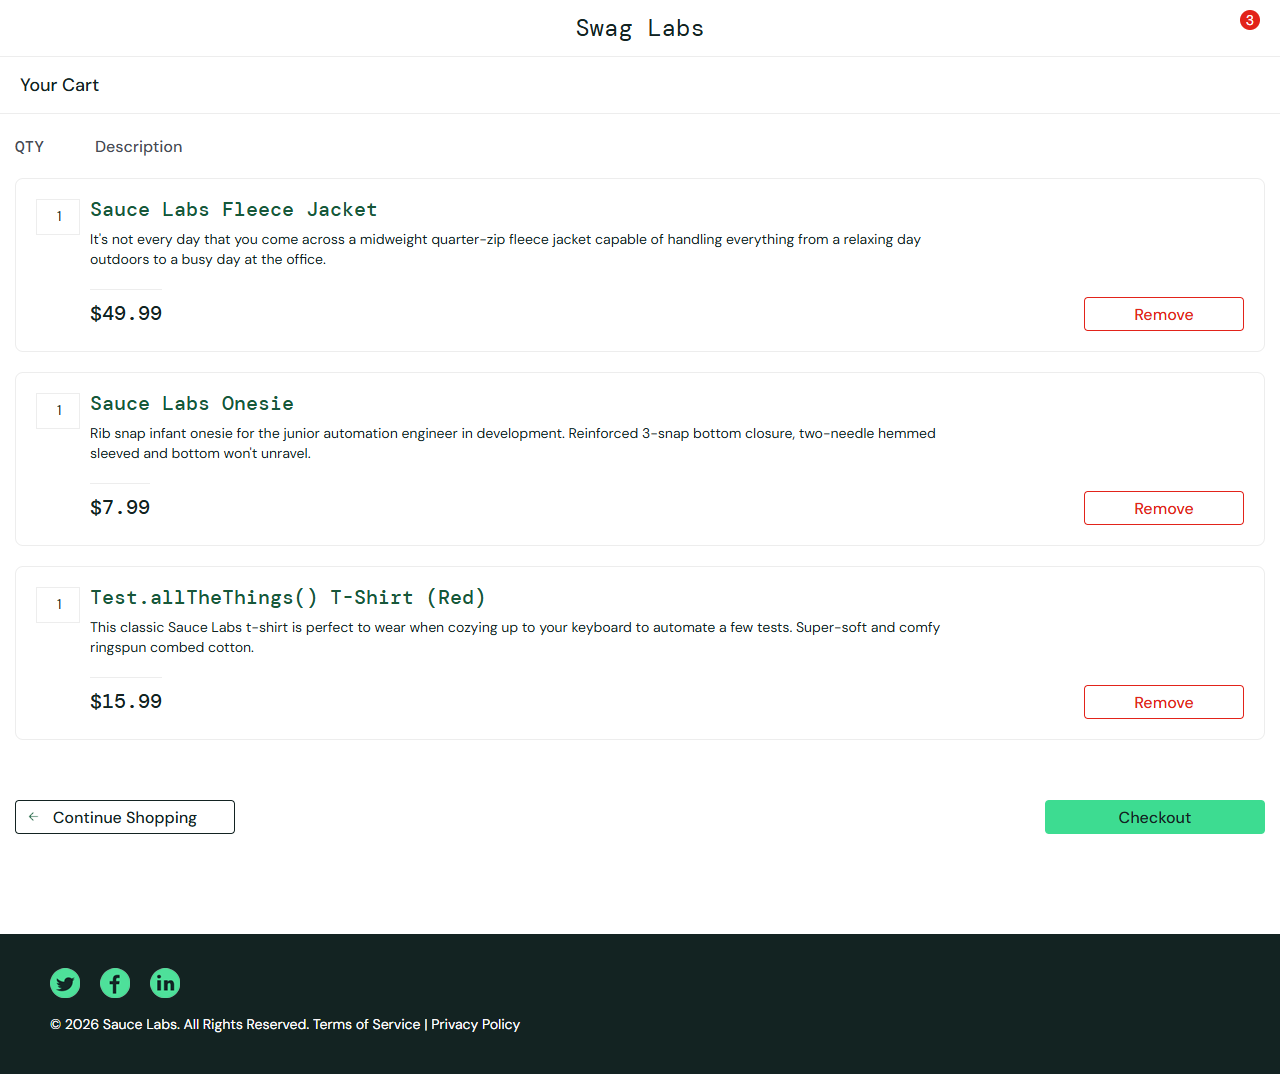 Swag Labs
3
Your Cart
QTY
Description
1
Sauce Labs Fleece Jacket
It's not every day that you come across a midweight quarter-zip fleece jacket capable of handling everything from a relaxing day
outdoors to a busy day at the office.
$49.99
Remove
1
Sauce Labs Onesie
Rib snap infant onesie for the junior automation engineer in development. Reinforced 3-snap bottom closure, two-needle hemmed
sleeved and bottom won't unravel.
$7.99
Remove
1
Test.allTheThings() T-Shirt (Red)
This classic Sauce Labs t-shirt is perfect to wear when cozying up to your keyboard to automate a few tests. Super-soft and comfy
ringspun combed cotton.
$15.99
Remove
Continue Shopping
Checkout
© 2026 Sauce Labs. All Rights Reserved. Terms of Service | Privacy Policy